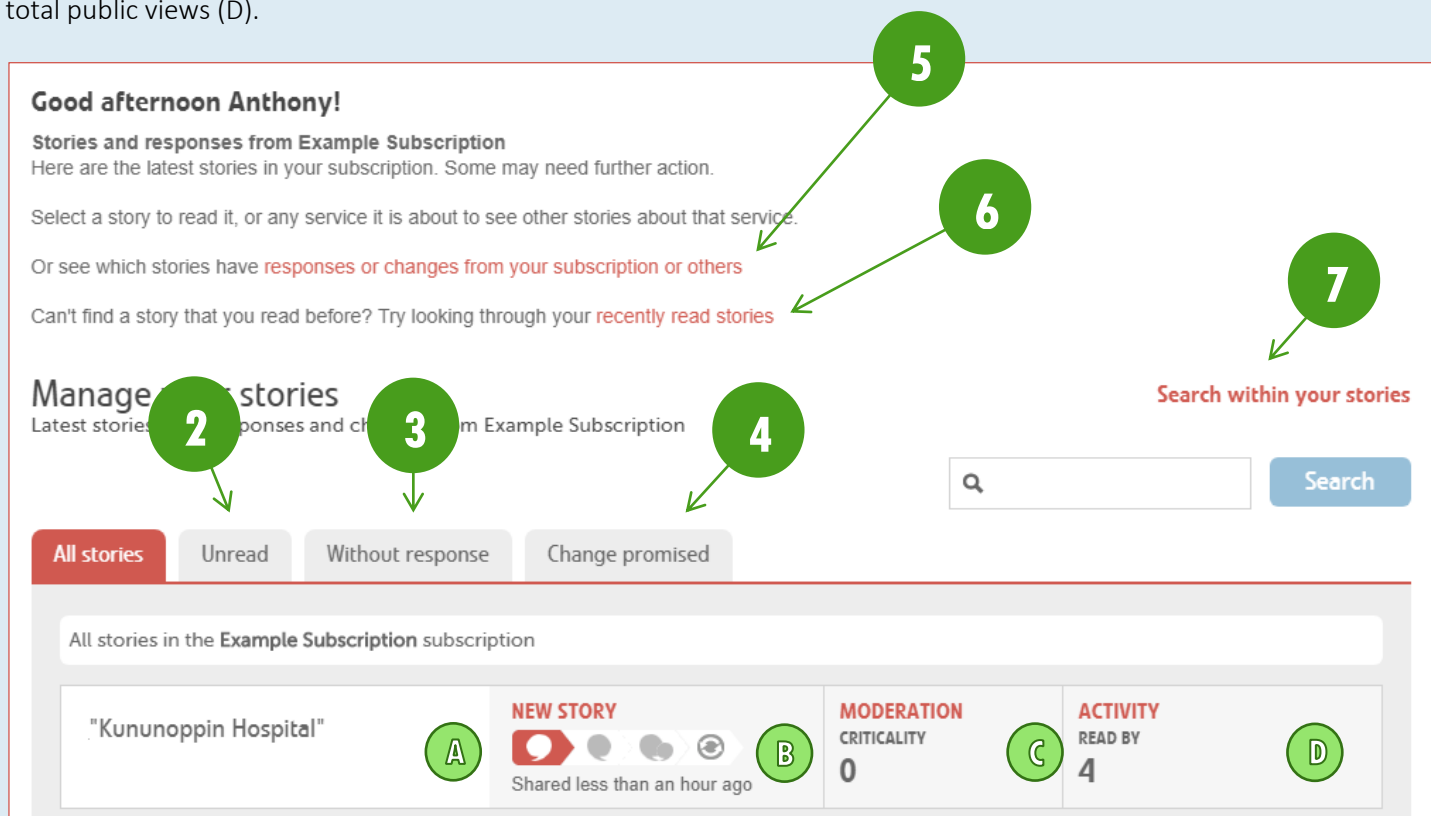 total public views (D).
5
Good afternoon Anthony!
Stories and responses from Example Subscription
Here are the latest stories in your subscription. Some may need further action.
6
Select a story to read it, or any service it is about to see other stories about that service.
Or see which stories have responses or changes from your subscription or others
7
Can't find a story that you read before? Try looking through your recently read stories
Manage stories
Search within your stories
2
3
4
Latest stories ponses and ch m Example Subscription
Search
All stories
Unread
Without response
Change promised
All stories in the Example Subscription subscription
"Kununoppin Hospital"
A
NEW STORY
Shared less than an hour ago
B
MODERATION
CRITICALITY
0
C
ACTIVITY
READ BY
4
D